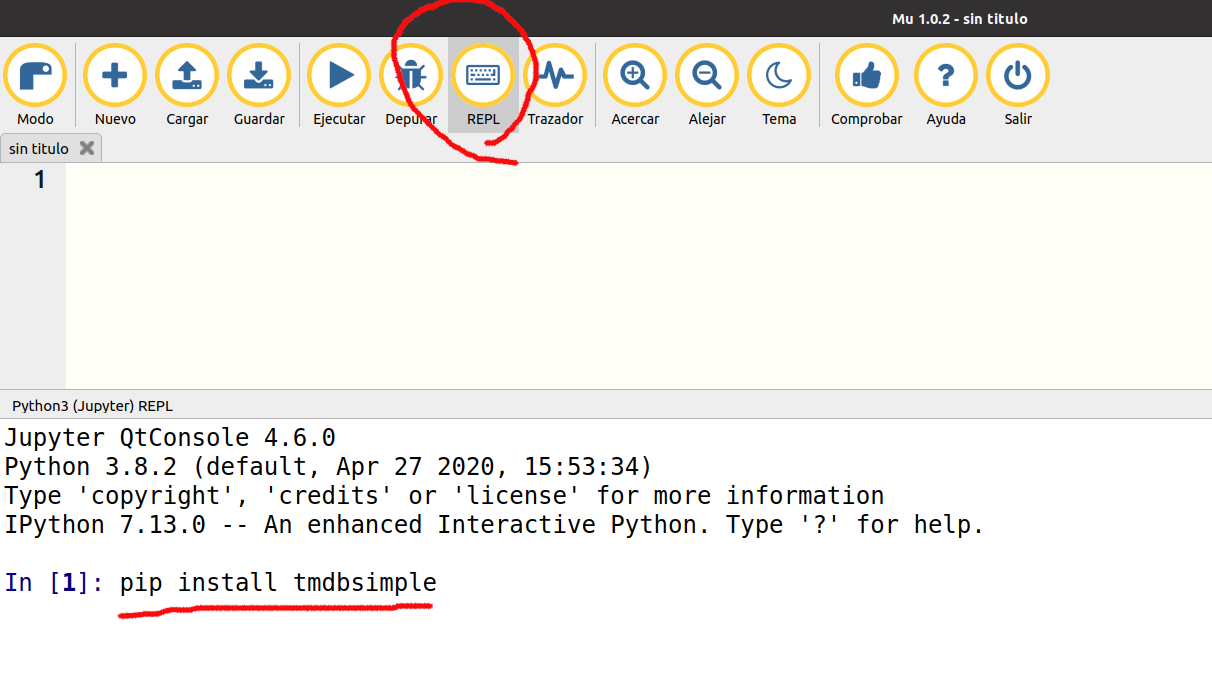 Mu 1.0.2 - sin titulo
Modo Nuevo Cargar Guardar Ejecutar Depurar REPL Trazador Acercar Alejar Tema Comprobar Ayuda Salir
sin titulo
1
Python3 (Jupyter) REPL
Jupyter QtConsole 4.6.0
Python 3.8.2 (default, Apr 27 2020, 15:53:34)
Type 'copyright', 'credits' or 'license' for more information
IPython 7.13.0 -- An enhanced Interactive Python. Type '?' for help.
In [1]: pip install tmdbsimple